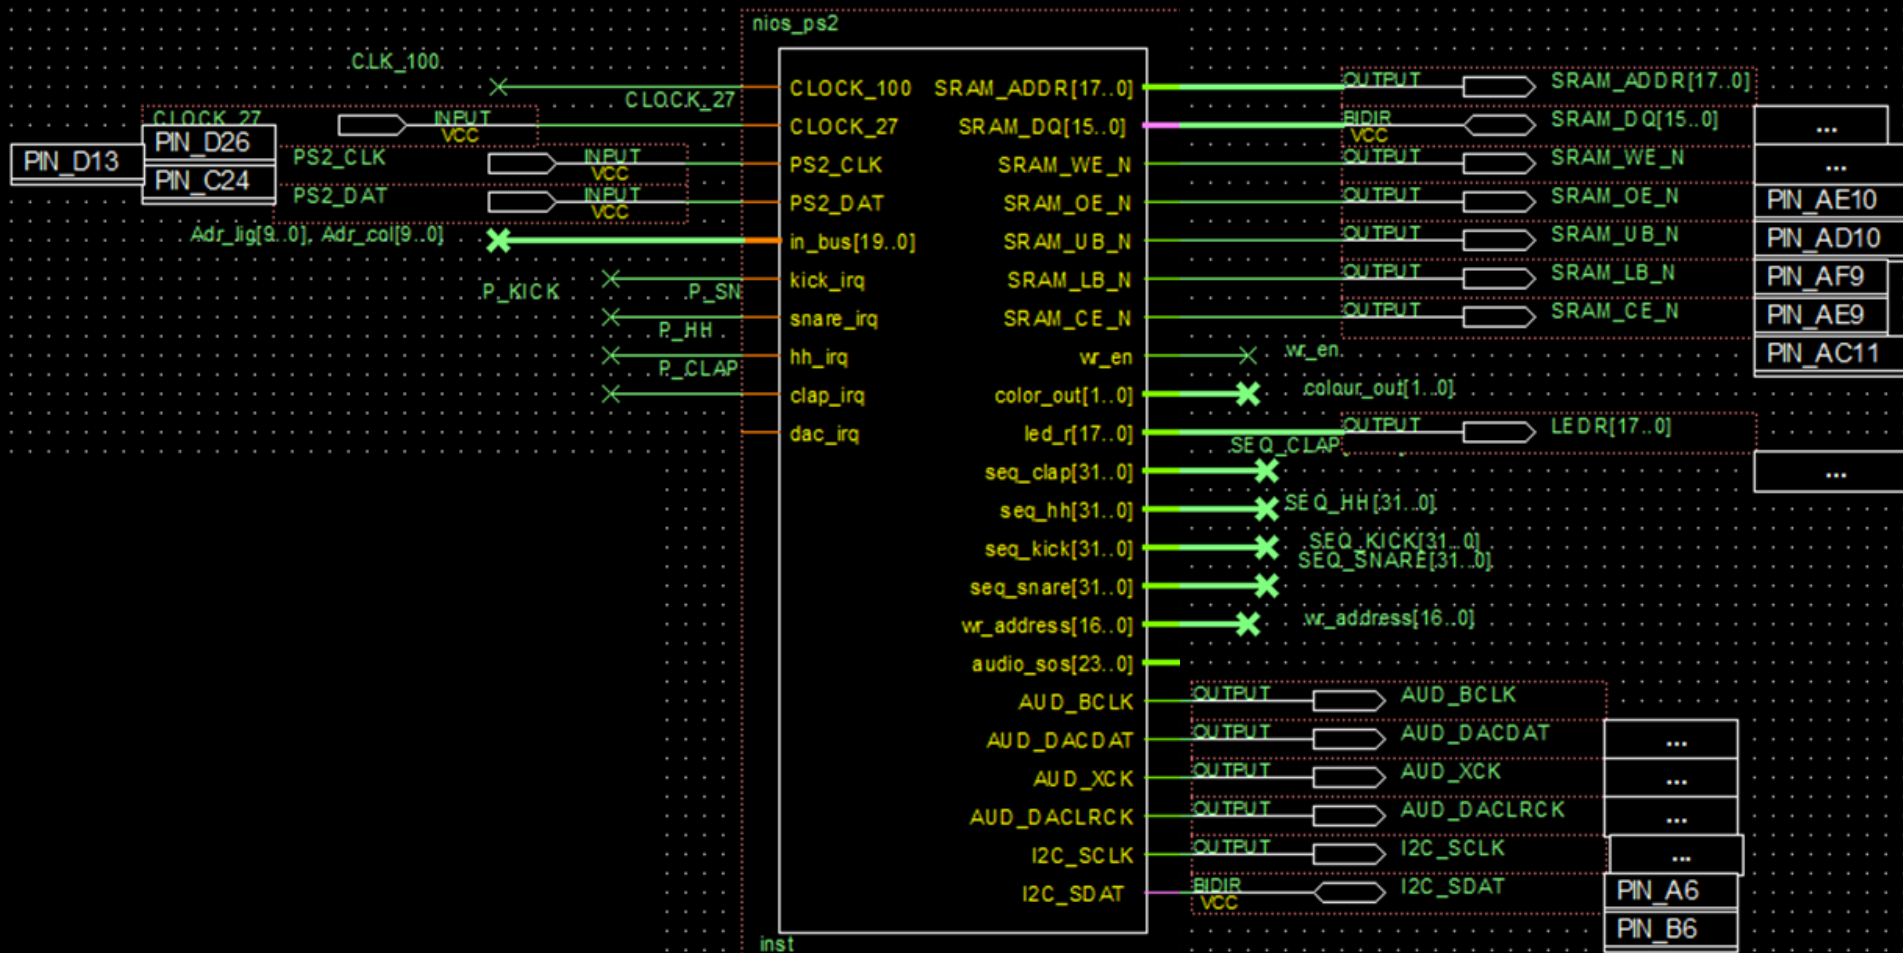 nios_ps2
CLK_100
CLOCK_27
CLOCK_27
INPUT
VCC
PIN_D13
PIN_D26
PIN_C24
PS2_CLK
INPUT
VCC
PS2_DAT
INPUT
VCC
Adr_lig[9..0], Adr_col[9..0]
P_KICK
P_SN
P_HH
P_CLAP
CLOCK_100
CLOCK_27
PS2_CLK
PS2_DAT
in_bus[19..0]
kick_irq
snare_irq
hh_irq
clap_irq
dac_irq
SRAM_ADDR[17..0]
SRAM_DQ[15..0]
SRAM_WE_N
SRAM_OE_N
SRAM_UB_N
SRAM_LB_N
SRAM_CE_N
wr_en
color_out[1..0]
led_r[17..0]
seq_clap[31..0]
seq_hh[31..0]
seq_kick[31..0]
seq_snare[31..0]
wr_address[16..0]
audio_sos[23..0]
AUD_BCLK
AUD_DACDAT
AUD_XCK
AUD_DACLRCK
I2C_SCLK
I2C_SDAT
inst
OUTPUT SRAM_ADDR[17..0]
BIDIR
VCC
SRAM_DQ[15..0]
...
OUTPUT SRAM_WE_N
...
OUTPUT SRAM_OE_N
PIN_AE10
OUTPUT SRAM_UB_N
PIN_AD10
OUTPUT SRAM_LB_N
PIN_AF9
OUTPUT SRAM_CE_N
PIN_AE9
wr_en
PIN_AC11
colour_out[1..0]
OUTPUT LEDR[17..0]
SEQ_CLAP
...
SEQ_HH[31..0]
SEQ_KICK[31..0]
SEQ_SNARE[31..0]
wr_address[16..0]
OUTPUT AUD_BCLK
OUTPUT AUD_DACDAT
...
OUTPUT AUD_XCK
...
OUTPUT AUD_DACLRCK
...
OUTPUT I2C_SCLK
...
BIDIR
VCC
I2C_SDAT
PIN_A6
PIN_B6